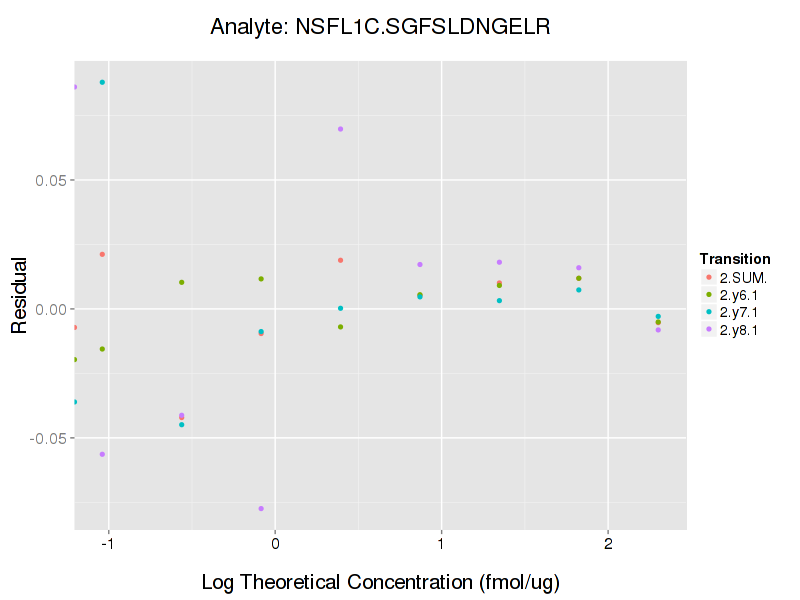 Analyte: NSFL1C.SGFSLDNGELR
Residual
0.05
0.00
-0.05
-1
0
1
2
Log Theoretical Concentration (fmol/ug)
Transition
2.SUM.
2.y6.1
2.y7.1
2.y8.1